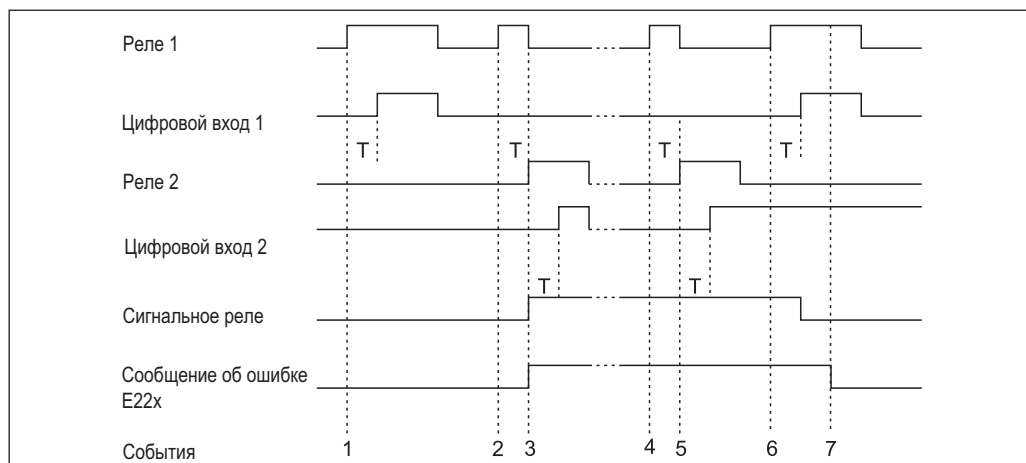 Реле 1
Цифровой вход 1
T T T T
Реле 2
Цифровой вход 2
T T
Сигнальное реле
Сообщение об ошибке
E22x
События 1 2 3 4 5 6 7